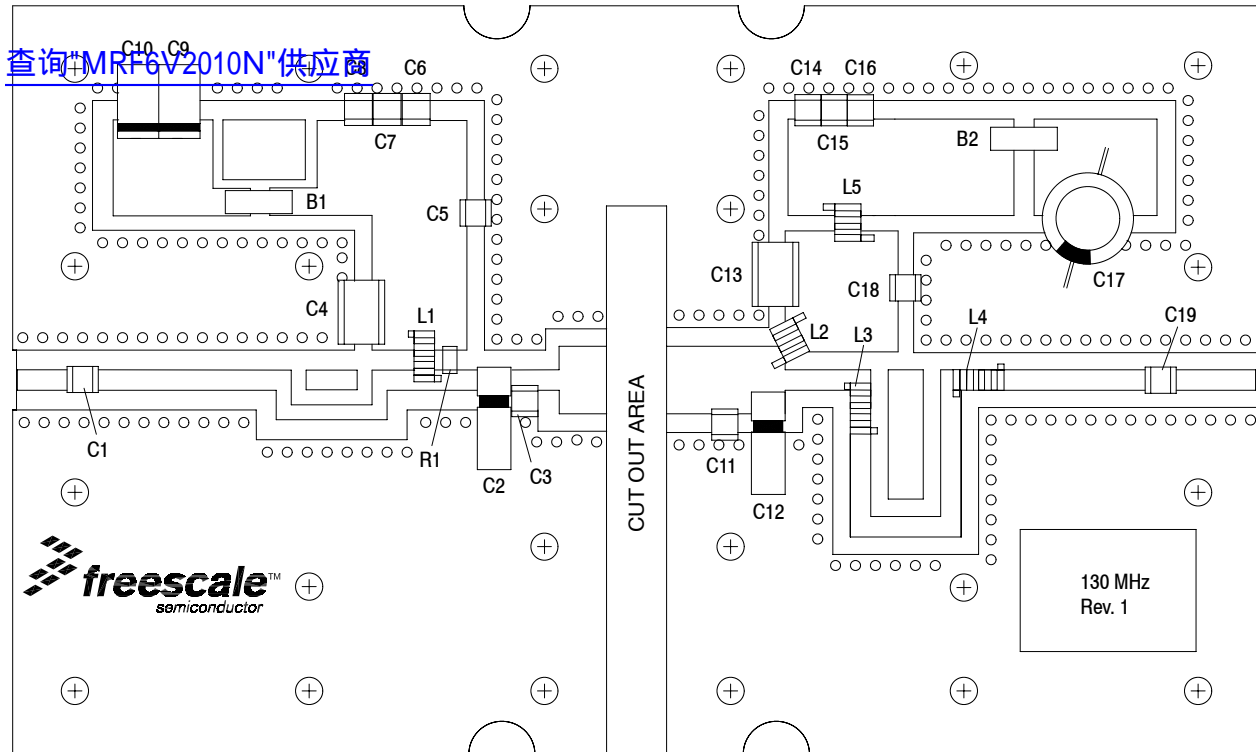 C10 C9
查询"MRF6V2010N"供应商
C8 C6
C7
B1
C5
C4
L1
C1
R1
C2
C3
CUT OUT AREA
C14 C16
C15
B2
L5
C13
C17
C18
L2
L3
L4
C19
C11
C12
freescale™
semiconductor
130 MHz
Rev. 1